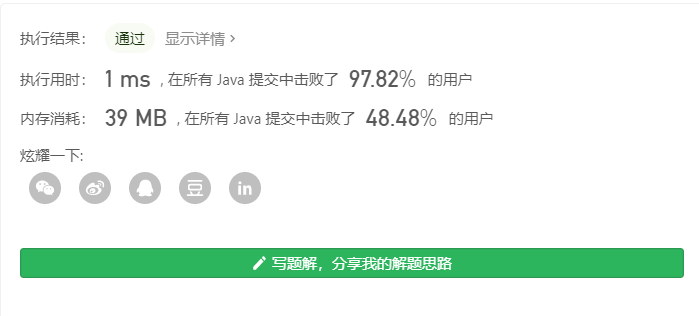 执行结果： 通过 显示详情 >
执行用时： 1 ms , 在所有 Java 提交中击败了 97.82% 的用户
内存消耗： 39 MB , 在所有 Java 提交中击败了 48.48% 的用户
炫耀一下:
豆 in
写题解，分享我的解题思路